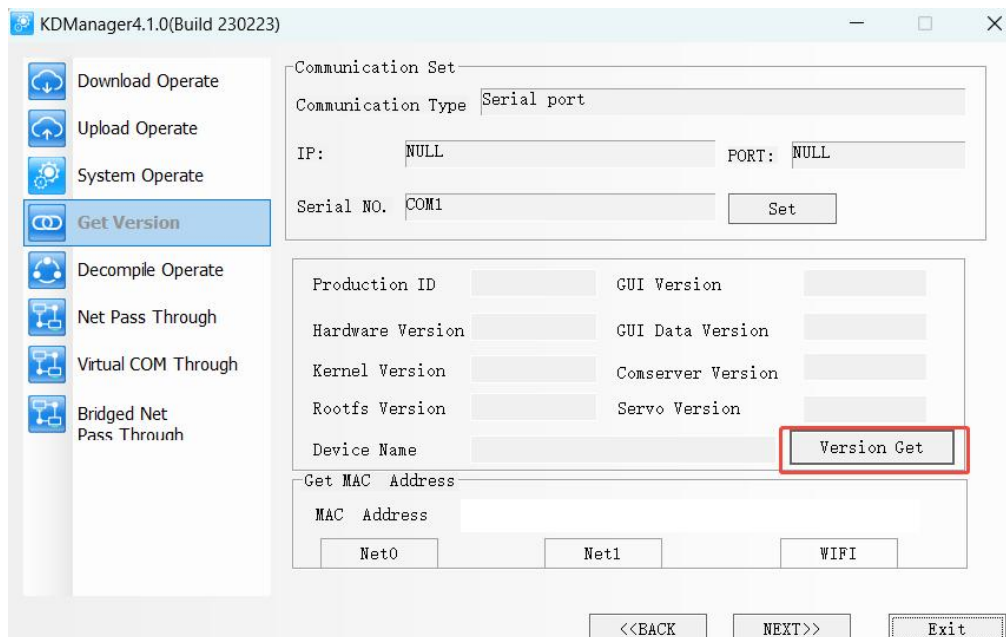 KDManager4.1.0(Build 230223)
Download Operate
Upload Operate
System Operate
Get Version
Decompile Operate
Net Pass Through
Virtual COM Through
Bridged Net
Pass Through
Communication Set
Communication Type Serial port
IP: NULL PORT: NULL
Serial NO. COM1 Set
Production ID GUI Version
Hardware Version GUI Data Version
Kernel Version Comserver Version
Rootfs Version Servo Version
Device Name Version Get
Get MAC Address
MAC Address
Net0 Net1 WIFI
<<BACK NEXT>> Exit